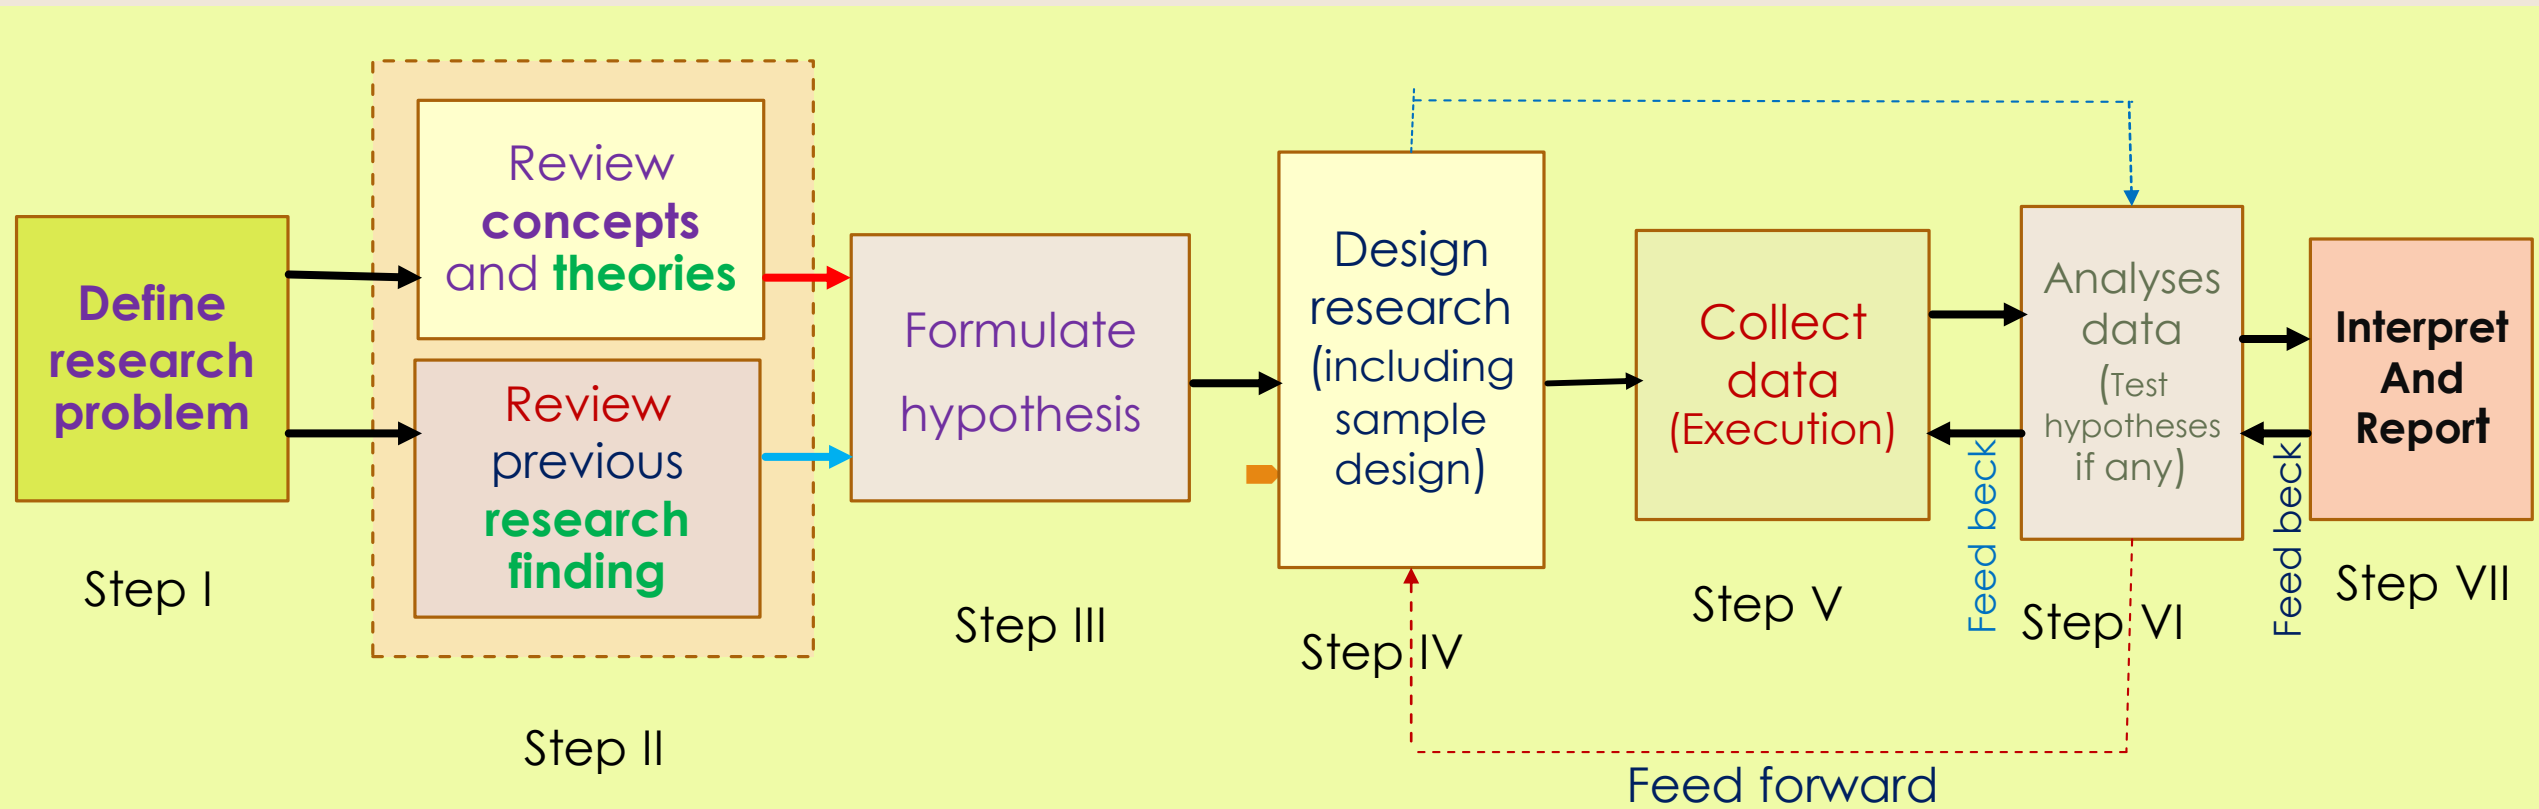 Define
research
problem
Step I
Review
concepts
and theories
Review
previous
research
finding
Step II
Formulate
hypothesis
Step III
Design
research
(including
sample
design)
Step IV
Collect
data
(Execution)
Step V
Feed beck
Analyses
data
(Test
hypotheses
if any)
Step VI
Feed beck
Interpret
And
Report
Step VII
Feed forward